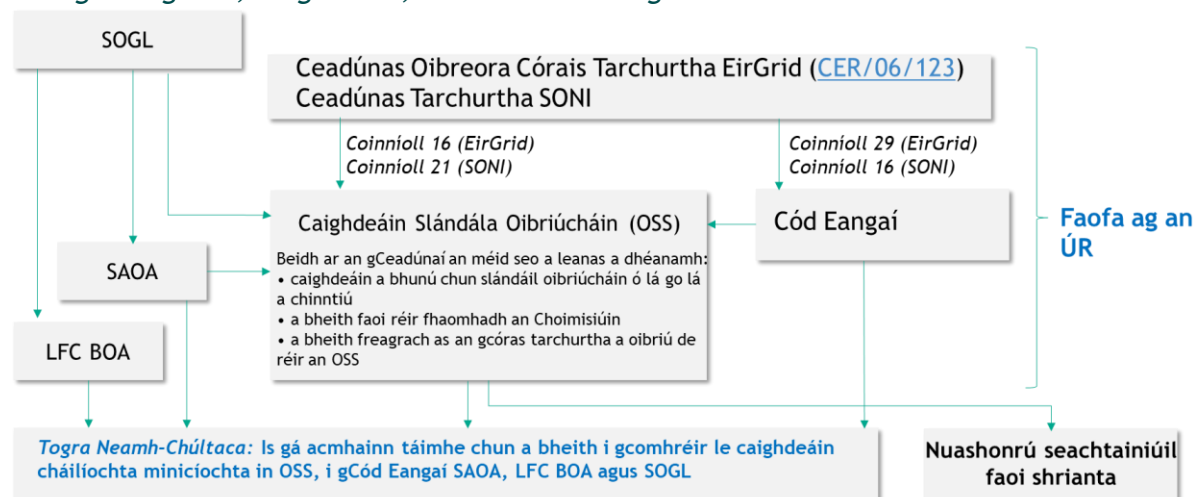 SOGL
Ceadúnas Oibreora Córais Tarchurtha EirGrid (CER/06/123)
Ceadúnas Tarchurtha SONI
Coinníoll 16 (EirGrid)
Coinníoll 21 (SONI)
Coinníoll 29 (EirGrid)
Coinníoll 16 (SONI)
Caighdeáin Slándála Oibriúcháin (OSS)
Beidh ar an gCeadúnaí an méid seo a leanas a dhéanamh:
• caighdeáin a bhunú chun slándáil oibriúcháin ó lá go lá
a chinntiú
• a bheith faoi réir fhaomhadh an Choimisiúin
• a bheith freagrach as an gcóras tarchurtha a oibriú de
réir an OSS
Cód Eangaí
Faofa ag an
ÚR
SAOA
LFC BOA
Togra Neamh-Chúltaca: Is gá acmhainn táimhe chun a bheith i gcomhréir le caighdeáin
cháilíochta minicíochta in OSS, i gCód Eangaí SAOA, LFC BOA agus SOGL
Nuashonrú seachtainiúil
faoi shrianta